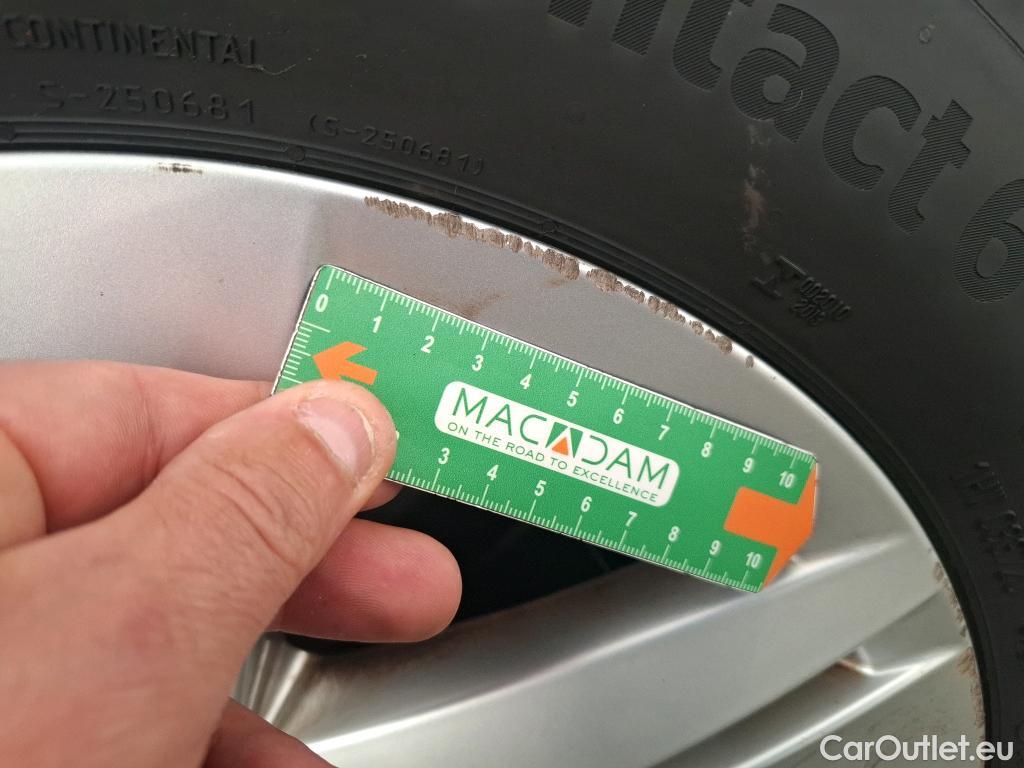 CONTINENTAL
ntact 6
S-250681
(S-250681)
0 1 2 3 4 5 6 7 8 9 10
MACADAM
ON THE ROAD TO EXCELLENCE
3 4 5 6 7 8 9 10
CarOutlet.eu